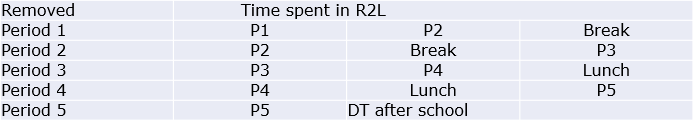 Removed Time spent in R2L
Period 1 P1 P2 Break
Period 2 P2 Break P3
Period 3 P3 P4 Lunch
Period 4 P4 Lunch P5
Period 5 P5 DT after school